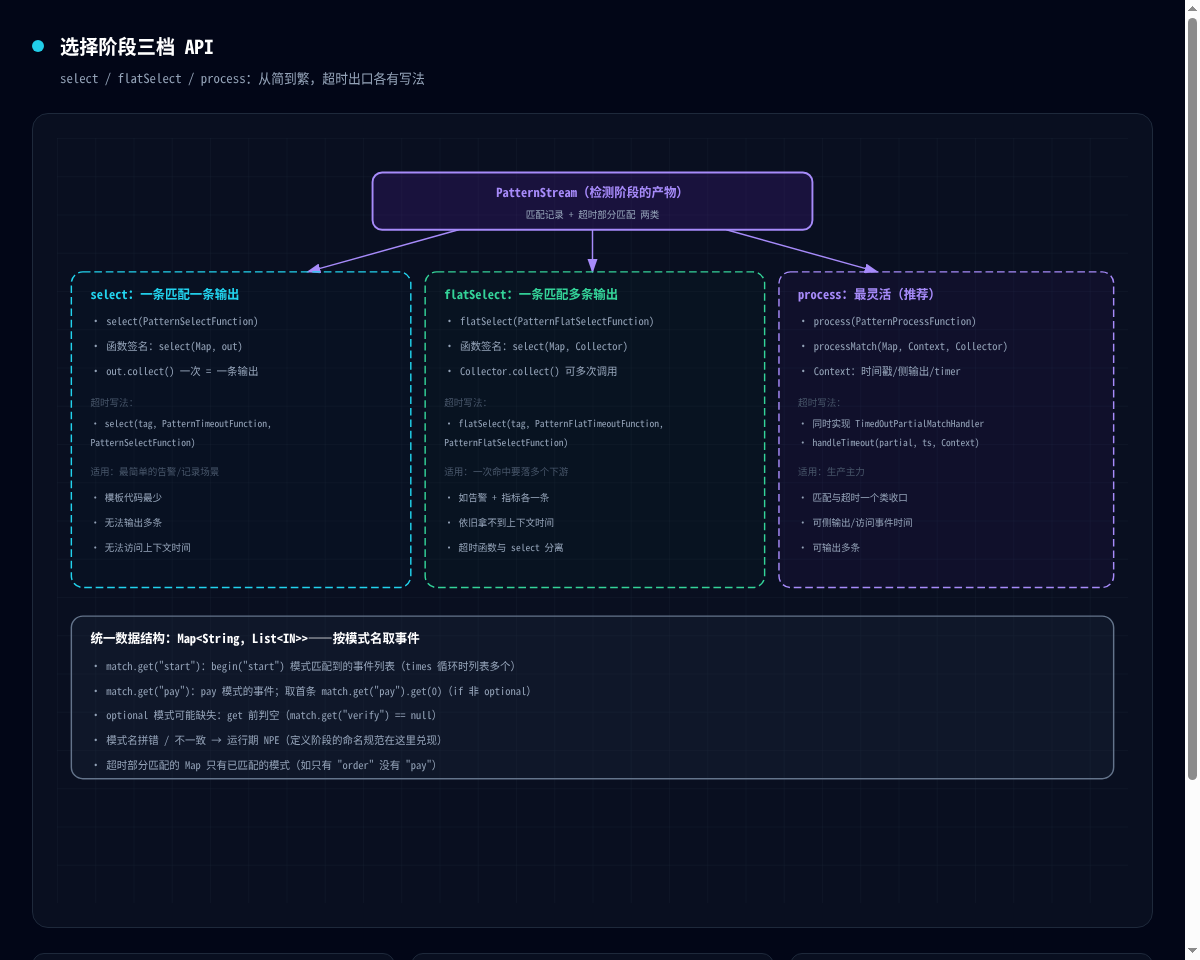 选择阶段三档 API
select / flatSelect / process: 从简到繁，超时出口各有写法
PatternStream（检测阶段的产物）
匹配记录 + 超时部分匹配 两类
select: 一条匹配一条输出
• select(PatternSelectFunction)
• 函数签名: select(Map, out)
• out.collect() 一次 = 一条输出
超时写法:
• select(tag, PatternTimeoutFunction,
PatternSelectFunction)
适用: 最简单的告警/记录场景
• 模板代码最少
• 无法输出多条
• 无法访问上下文时间
flatSelect: 一条匹配多条输出
• flatSelect(PatternFlatSelectFunction)
• 函数签名: select(Map, Collector)
• Collector.collect() 可多次调用
超时写法:
• flatSelect(tag, PatternFlatTimeoutFunction,
PatternFlatSelectFunction)
适用: 一次命中要落多个下游
• 如告警 + 指标各一条
• 依旧拿不到上下文时间
• 超时函数与 select 分离
process: 最灵活（推荐）
• process(PatternProcessFunction)
• processMatch(Map, Context, Collector)
• Context: 时间戳/侧输出/timer
超时写法:
• 同时实现 TimedOutPartialMatchHandler
• handleTimeout(partial, ts, Context)
适用: 生产主力
• 匹配与超时一个类收口
• 可侧输出/访问事件时间
• 可输出多条
统一数据结构: Map<String, List<IN>>——按模式名取事件
• match.get("start"): begin("start") 模式匹配到的事件列表（times 循环时列表多个）
• match.get("pay"): pay 模式的事件; 取首条 match.get("pay").get(0)（if 非 optional）
• optional 模式可能缺失: get 前判空（match.get("verify") == null）
• 模式名拼错 / 不一致 → 运行期 NPE（定义阶段的命名规范在这里兑现）
• 超时部分匹配的 Map 只有已匹配的模式（如只有 "order" 没有 "pay"）